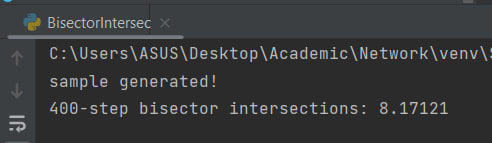 BisectorIntersec
C:\Users\ASUS\Desktop\Academic\Network\venv\
sample generated!
400-step bisector intersections: 8.17121